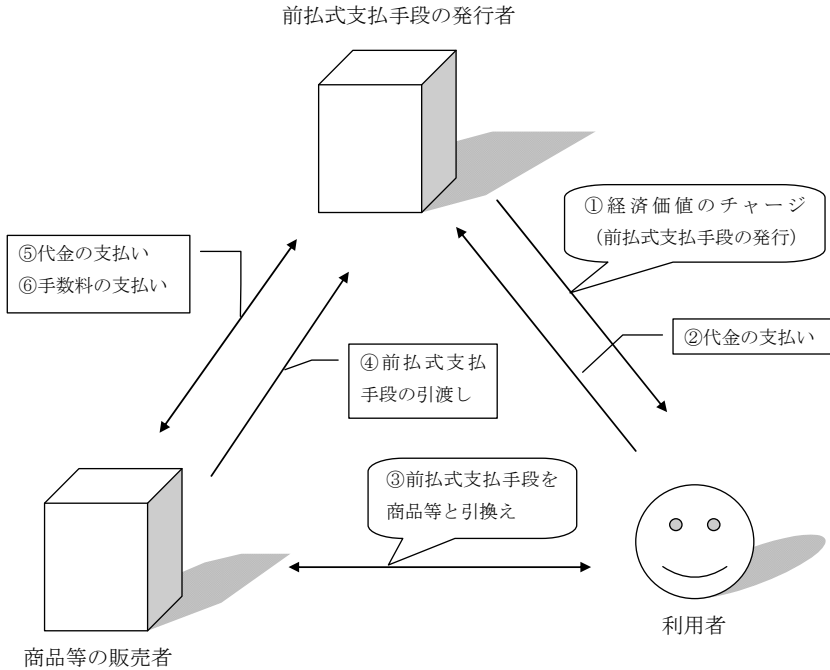 前払式支払手段の発行者
①経済価値のチャージ
(前払式支払手段の発行)
⑤代金の支払い
⑥手数料の支払い
②代金の支払い
④前払式支払
手段の引渡し
③前払式支払手段を
商品等と引換え
利用者
商品等の販売者